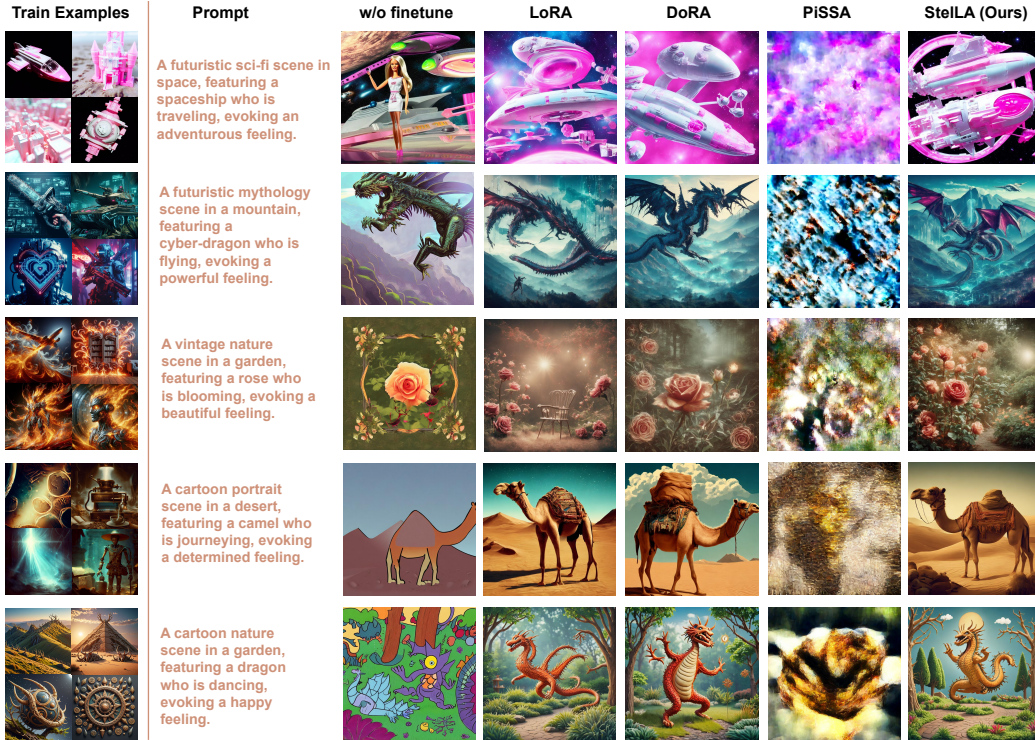 Train Examples
Prompt
w/o finetune
LoRA
DoRA
PiSSA
StelLA (Ours)
A futuristic sci-fi scene in
space, featuring a
spaceship who is
traveling, evoking an
adventurous feeling.
A futuristic mythology
scene in a mountain,
featuring a
cyber-dragon who is
flying, evoking a
powerful feeling.
A vintage nature
scene in a garden,
featuring a rose who
is blooming, evoking a
beautiful feeling.
A cartoon portrait
scene in a desert,
featuring a camel who
is journeying, evoking
a determined feeling.
A cartoon nature
scene in a garden,
featuring a dragon
who is dancing,
evoking a happy
feeling.